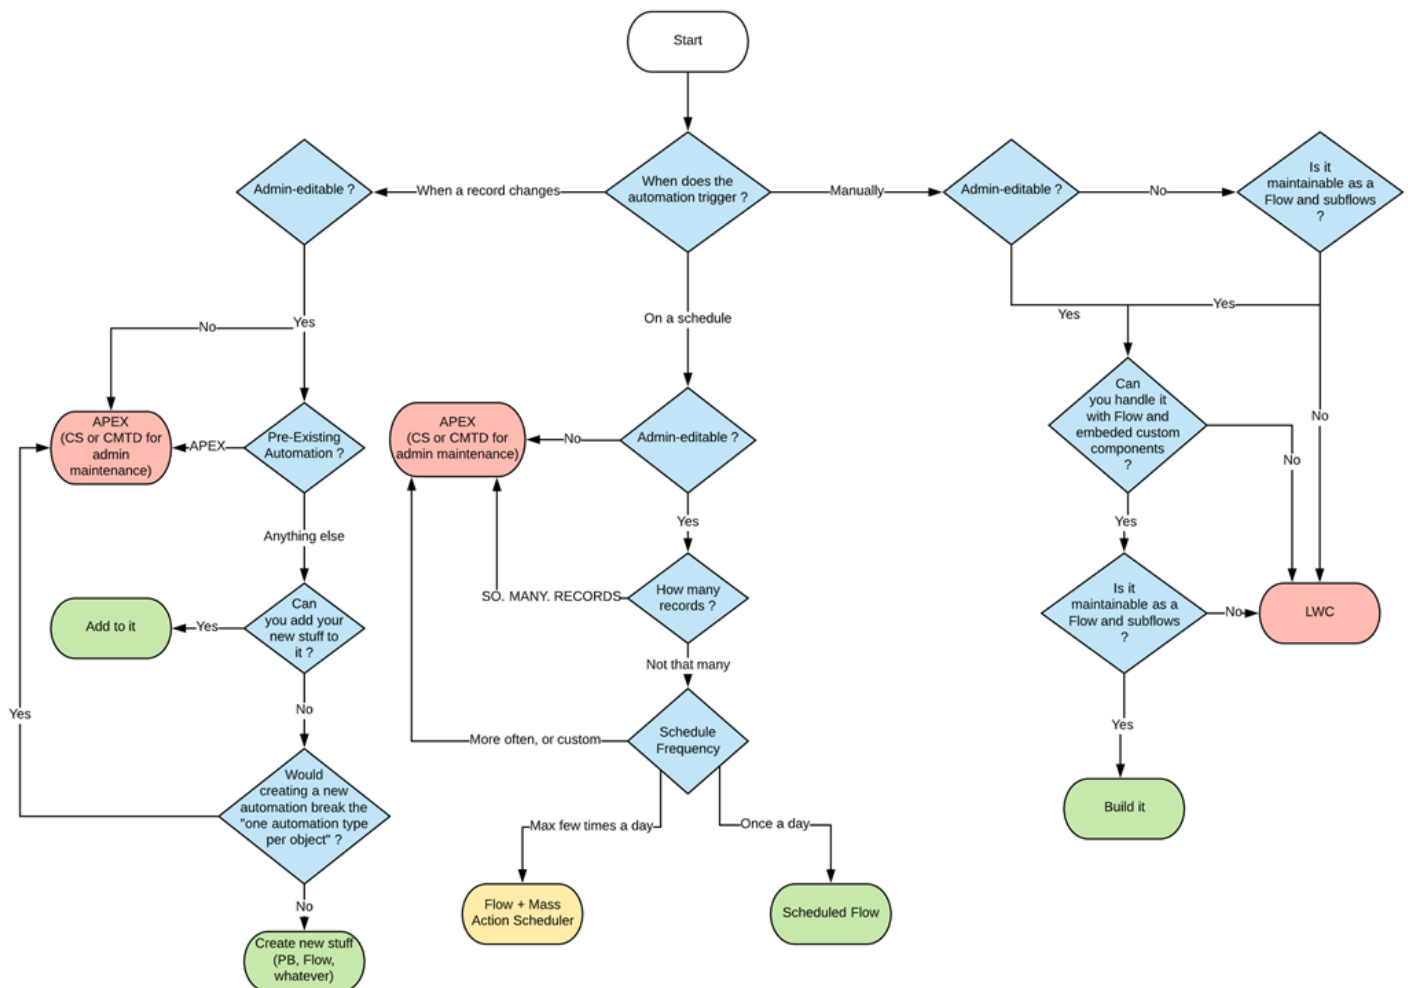 Start
When does the
automation trigger ?
When a record changes
Manually
On a schedule
Admin-editable ?
Yes
No
APEX
(CS or CMTD for
admin
maintenance)
APEX
Pre-Existing
Automation ?
Anything else
Can
you add your
new stuff to
it ?
Yes
Add to it
No
Would
creating a new
automation break the
"one automation type
per object" ?
Yes
No
Create new stuff
(PB, Flow,
whatever)
Admin-editable ?
No
APEX
(CS or CMTD for
admin maintenance)
Yes
How many
records ?
SO. MANY. RECORDS
Not that many
Schedule
Frequency
More often, or custom
Max few times a day
Once a day
Flow + Mass
Action Scheduler
Scheduled Flow
Admin-editable ?
No
Is it
maintainable as a
Flow and subflows
?
Yes
Yes
No
Can
you handle it
with Flow and
embeded custom
components
?
No
Yes
Is it
maintainable as a
Flow and subflows
?
No
LWC
Yes
Build it